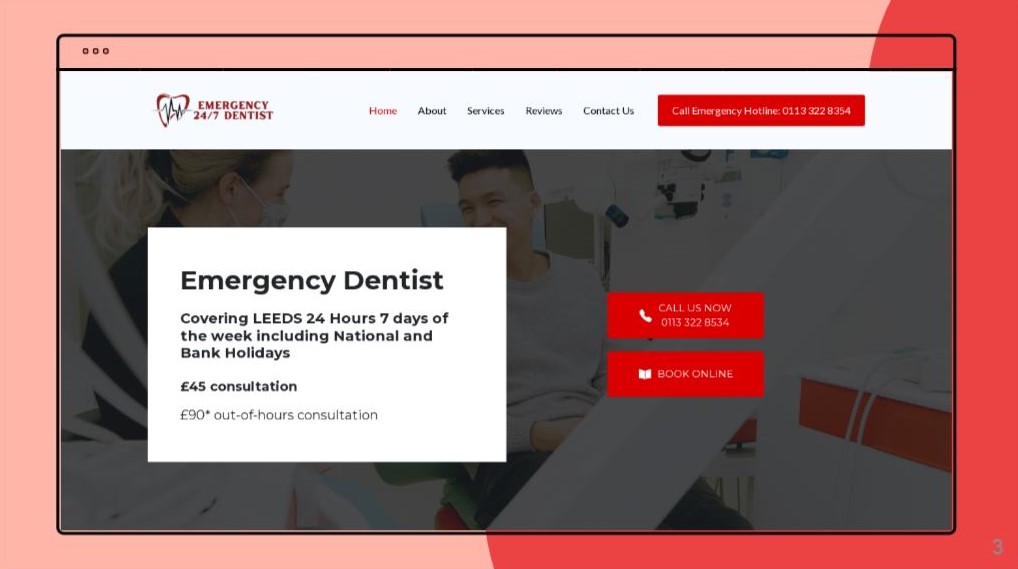 EMERGENCY
24/7 DENTIST
Home About Services Reviews Contact Us Call Emergency Hotline: 0113 322 8354
Emergency Dentist
Covering LEEDS 24 Hours 7 days of
the week including National and
Bank Holidays
£45 consultation
£90* out-of-hours consultation
CALL US NOW
0113 322 8534
BOOK ONLINE
3